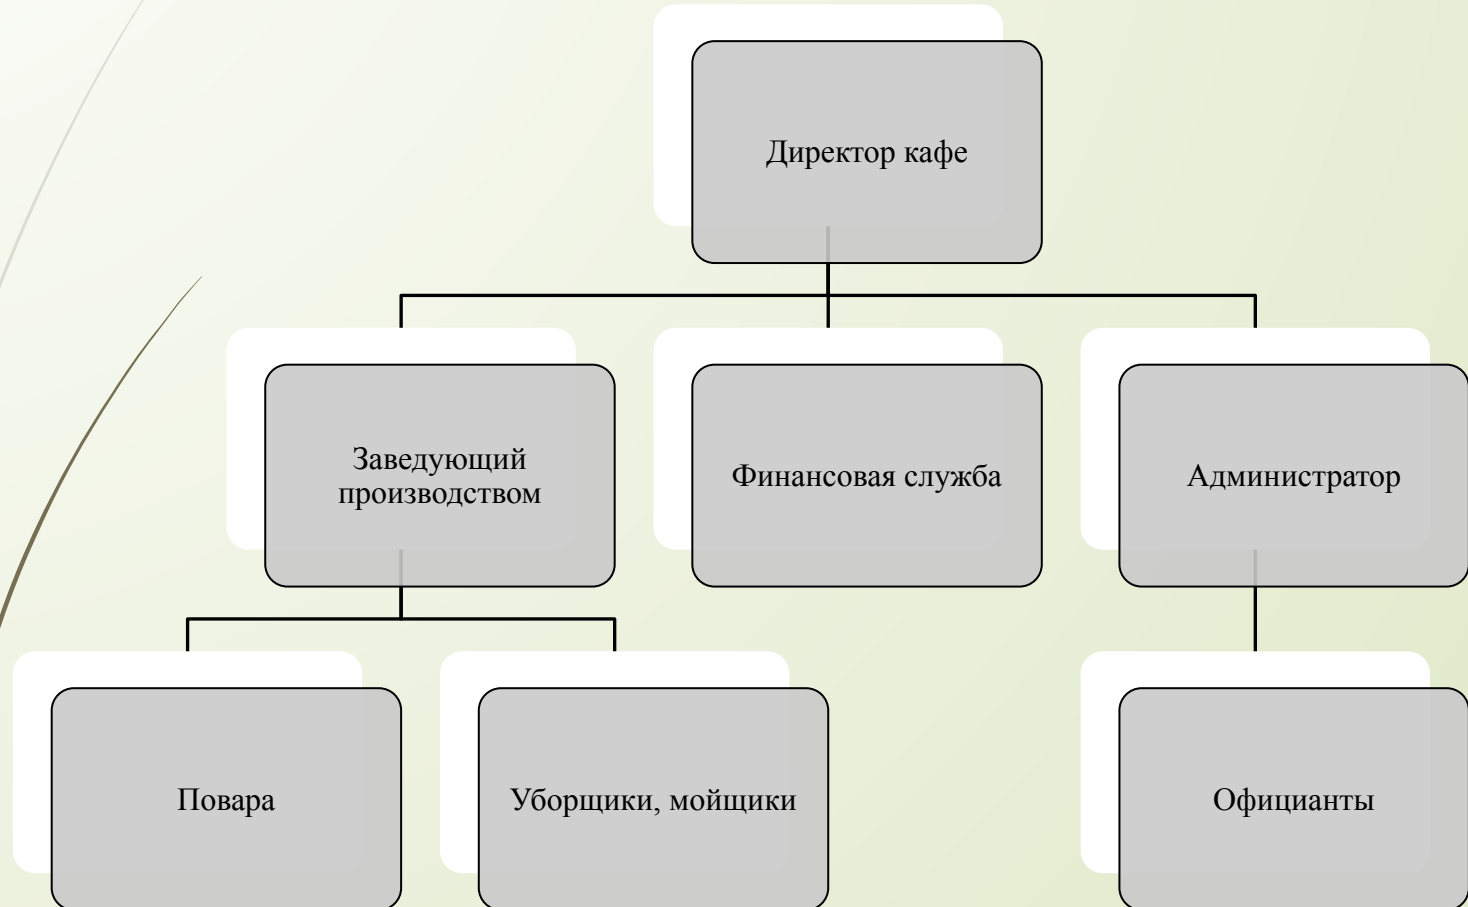 Директор кафе
Заведующий
производством
Финансовая служба
Администратор
Повара
Уборщики, мойщики
Официанты